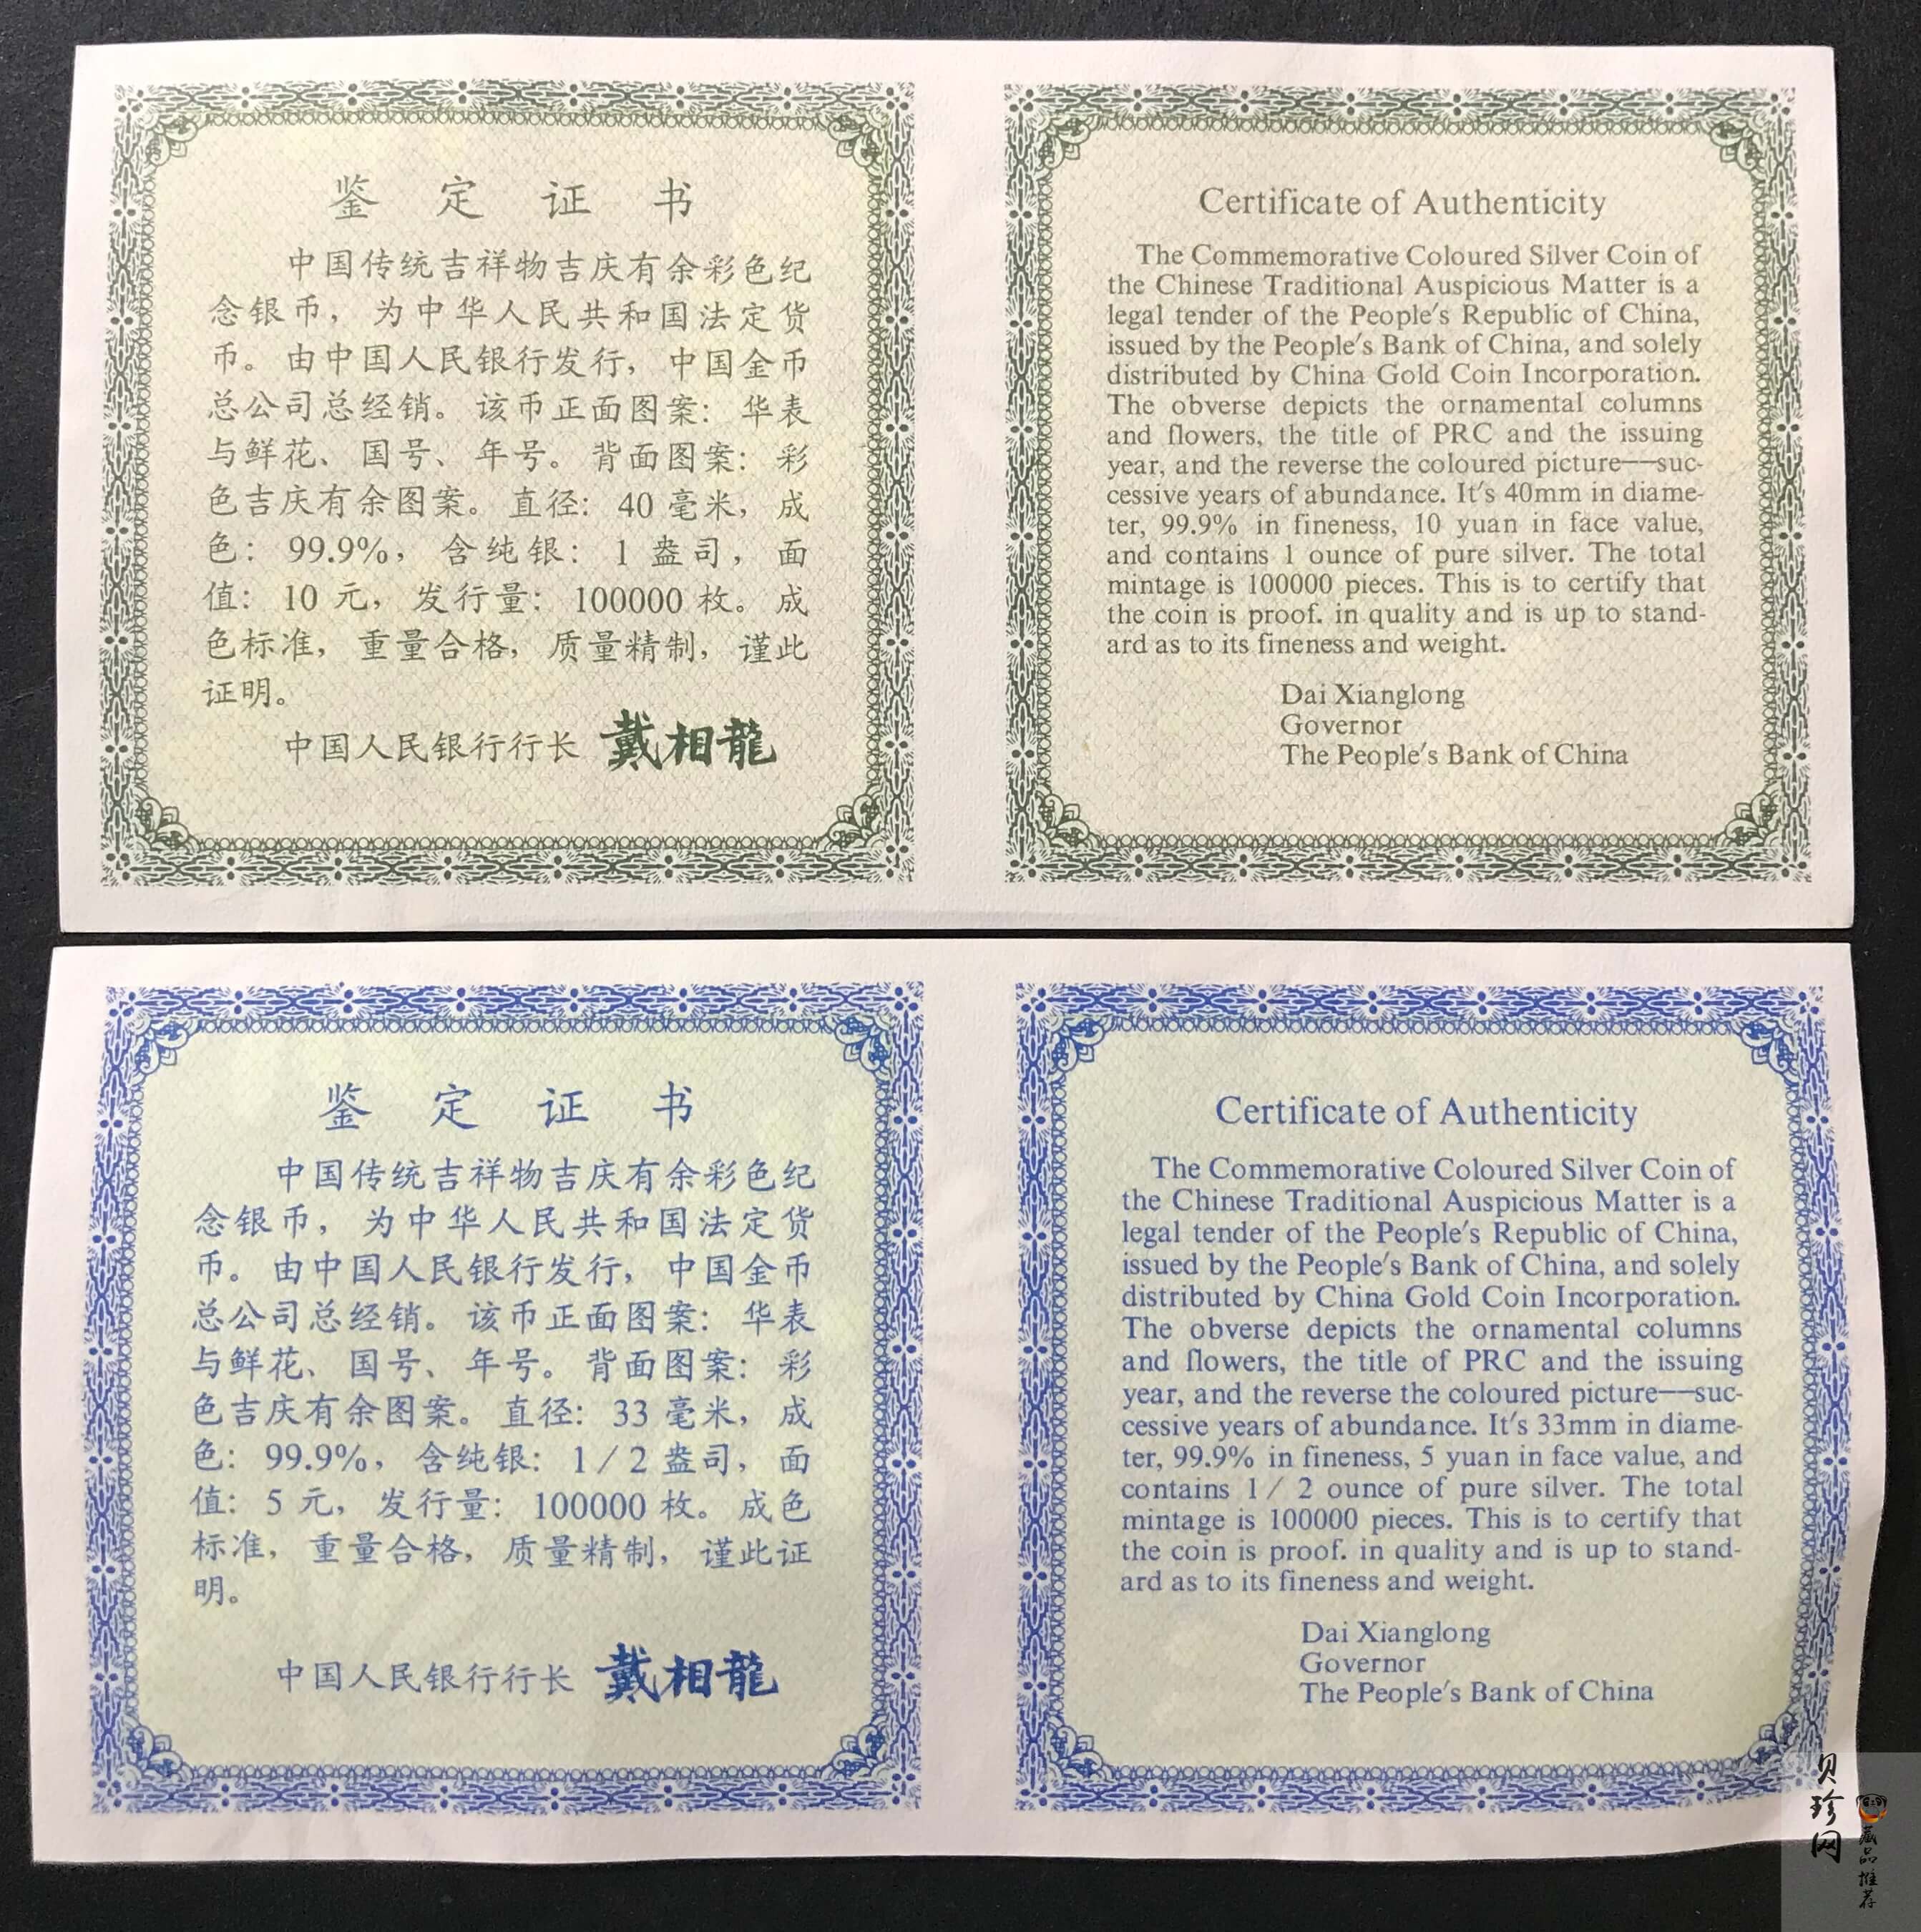 鉴定证书
中国传统吉祥物吉庆有余彩色纪
念银币，为中华人民共和国法定货
币。由中国人民银行发行，中国金币
总公司总经销。该币正面图案：华表
与鲜花、国号、年号。背面图案：彩
色吉庆有余图案。直径：40毫米，成
色：99.9%，含纯银：1盎司，面
值：10元，发行量：100000枚。成
色标准，重量合格，质量精制，谨此
证明。
中国人民银行行长 戴相龍
Certificate of Authenticity
The Commemorative Coloured Silver Coin of
the Chinese Traditional Auspicious Matter is a
legal tender of the People's Republic of China,
issued by the People's Bank of China, and solely
distributed by China Gold Coin Incorporation.
The obverse depicts the ornamental columns
and flowers, the title of PRC and the issuing
year, and the reverse the coloured picture——suc-
cessive years of abundance. It's 40mm in diame-
ter, 99.9% in fineness, 10 yuan in face value,
and contains 1 ounce of pure silver. The total
mintage is 100000 pieces. This is to certify that
the coin is proof. in quality and is up to stand-
ard as to its fineness and weight.
Dai Xianglong
Governor
The People's Bank of China
鉴定证书
中国传统吉祥物吉庆有余彩色纪
念银币，为中华人民共和国法定货
币。由中国人民银行发行，中国金币
总公司总经销。该币正面图案：华表
与鲜花、国号、年号。背面图案：彩
色吉庆有余图案。直径：33毫米，成
色：99.9%，含纯银：1/2盎司，面
值：5元，发行量：100000枚。成色
标准，重量合格，质量精制，谨此证
明。
中国人民银行行长 戴相龍
Certificate of Authenticity
The Commemorative Coloured Silver Coin of
the Chinese Traditional Auspicious Matter is a
legal tender of the People's Republic of China,
issued by the People's Bank of China, and solely
distributed by China Gold Coin Incorporation.
The obverse depicts the ornamental columns
and flowers, the title of PRC and the issuing
year, and the reverse the coloured picture——suc-
cessive years of abundance. It's 33mm in diame-
ter, 99.9% in fineness, 5 yuan in face value, and
contains 1/2 ounce of pure silver. The total
mintage is 100000 pieces. This is to certify that
the coin is proof. in quality and is up to stand-
ard as to its fineness and weight.
Dai Xianglong
Governor
The People's Bank of China
贝珍网
藏品推荐